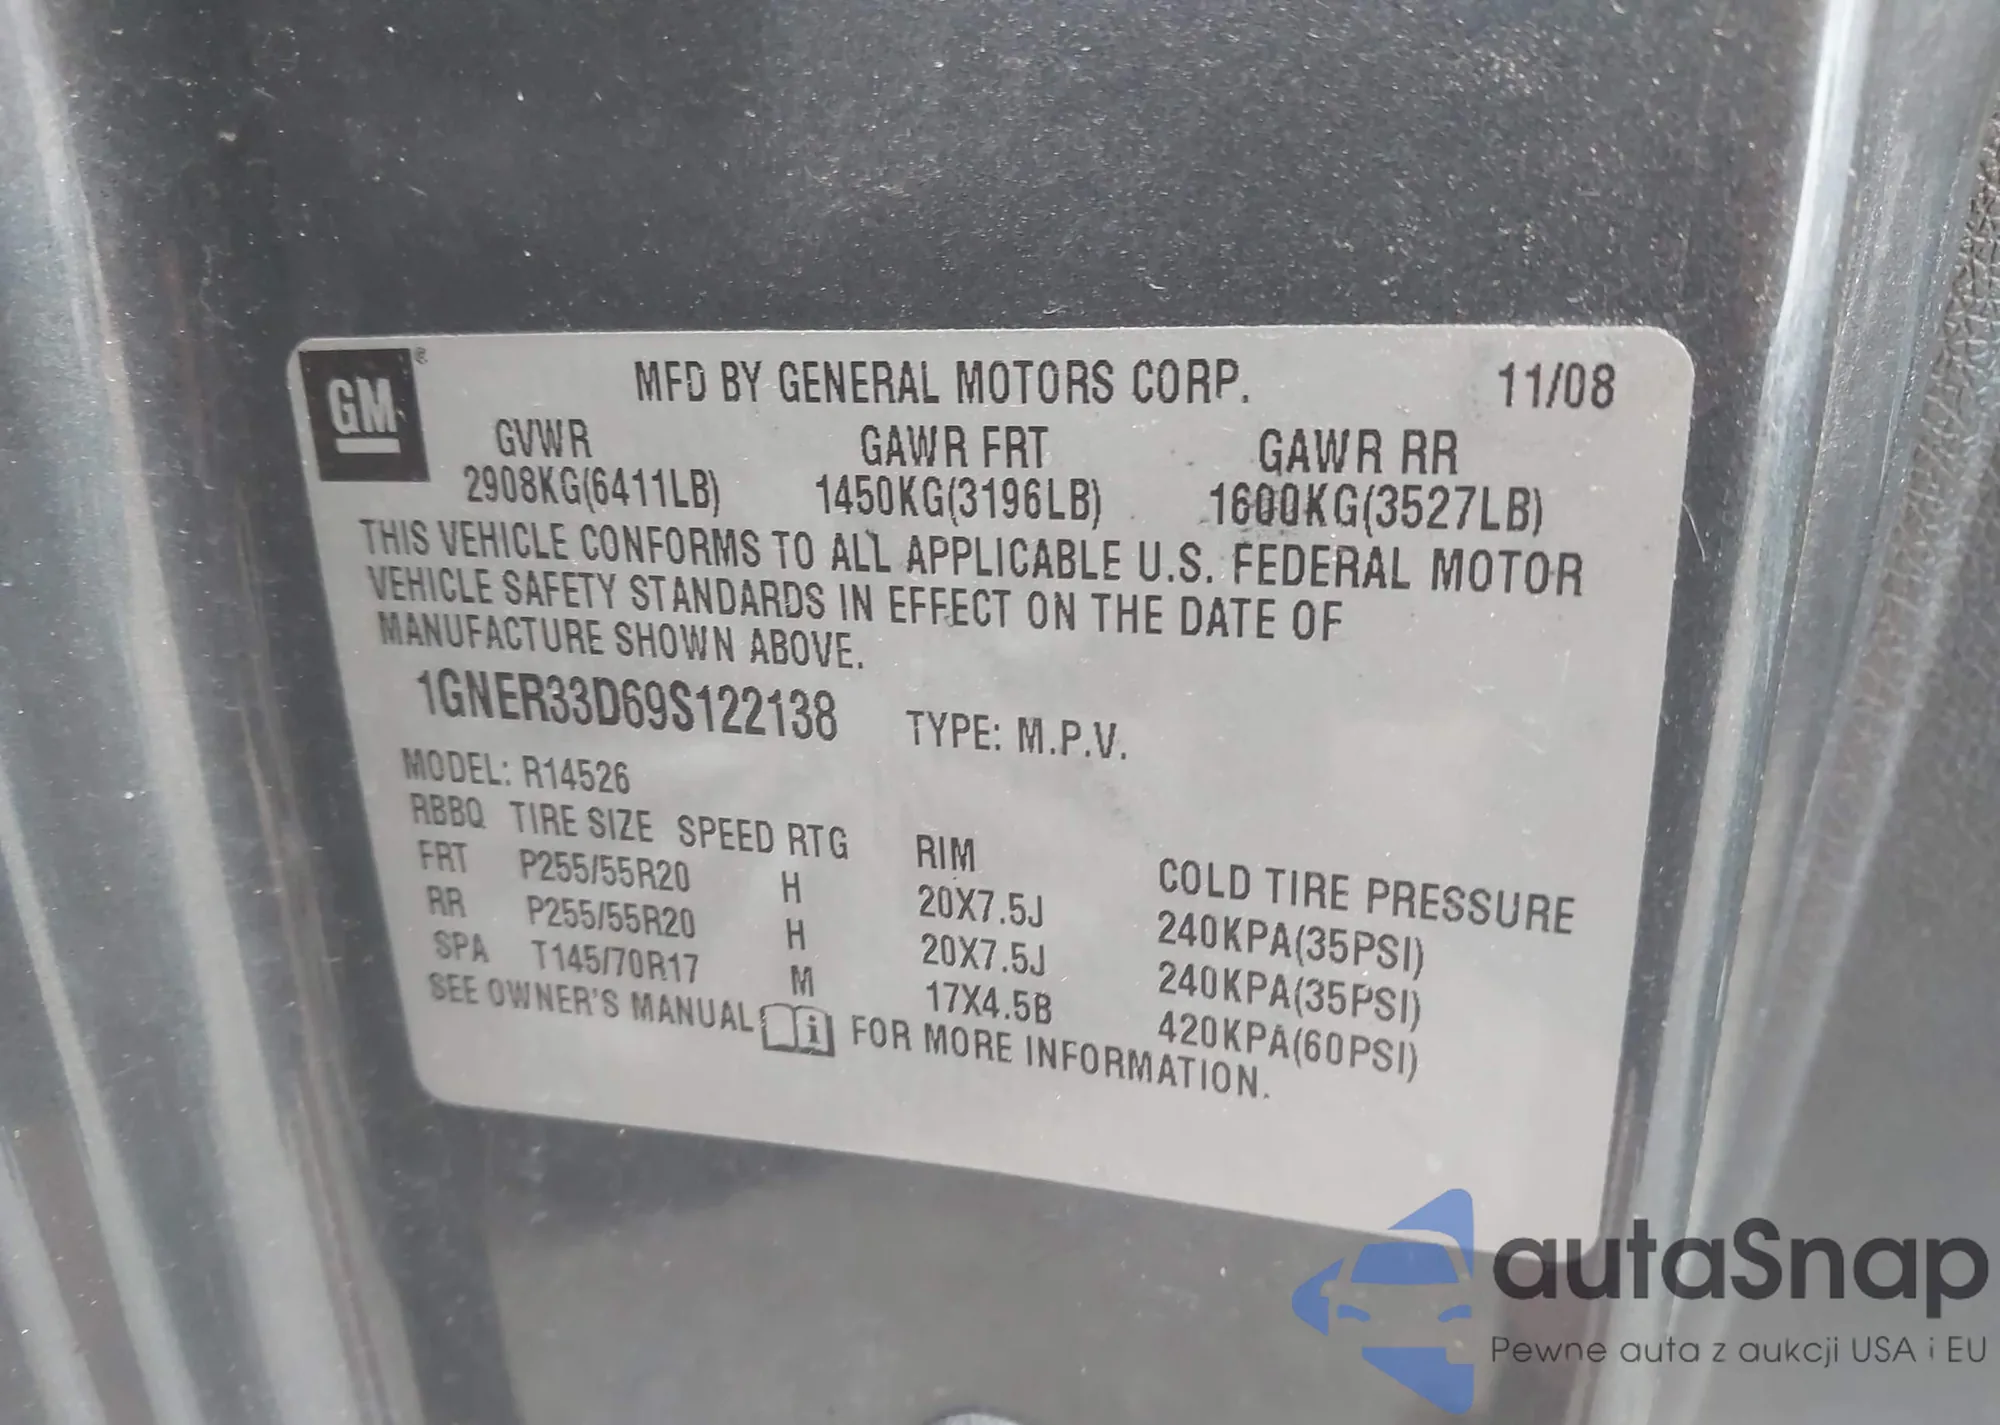 GM ®
MFD BY GENERAL MOTORS CORP. 11/08
GVWR GAWR FRT GAWR RR
2908KG(6411LB) 1450KG(3196LB) 1600KG(3527LB)
THIS VEHICLE CONFORMS TO ALL APPLICABLE U.S. FEDERAL MOTOR
VEHICLE SAFETY STANDARDS IN EFFECT ON THE DATE OF
MANUFACTURE SHOWN ABOVE.
1GNER33D69S122138 TYPE: M.P.V.
MODEL: R14526
RBBQ TIRE SIZE SPEED RTG RIM COLD TIRE PRESSURE
FRT P255/55R20 H 20X7.5J 240KPA(35PSI)
RR P255/55R20 H 20X7.5J 240KPA(35PSI)
SPA T145/70R17 M 17X4.5B 420KPA(60PSI)
SEE OWNER'S MANUAL i FOR MORE INFORMATION.
autaSnap
Pewne auta z aukcji USA i EU